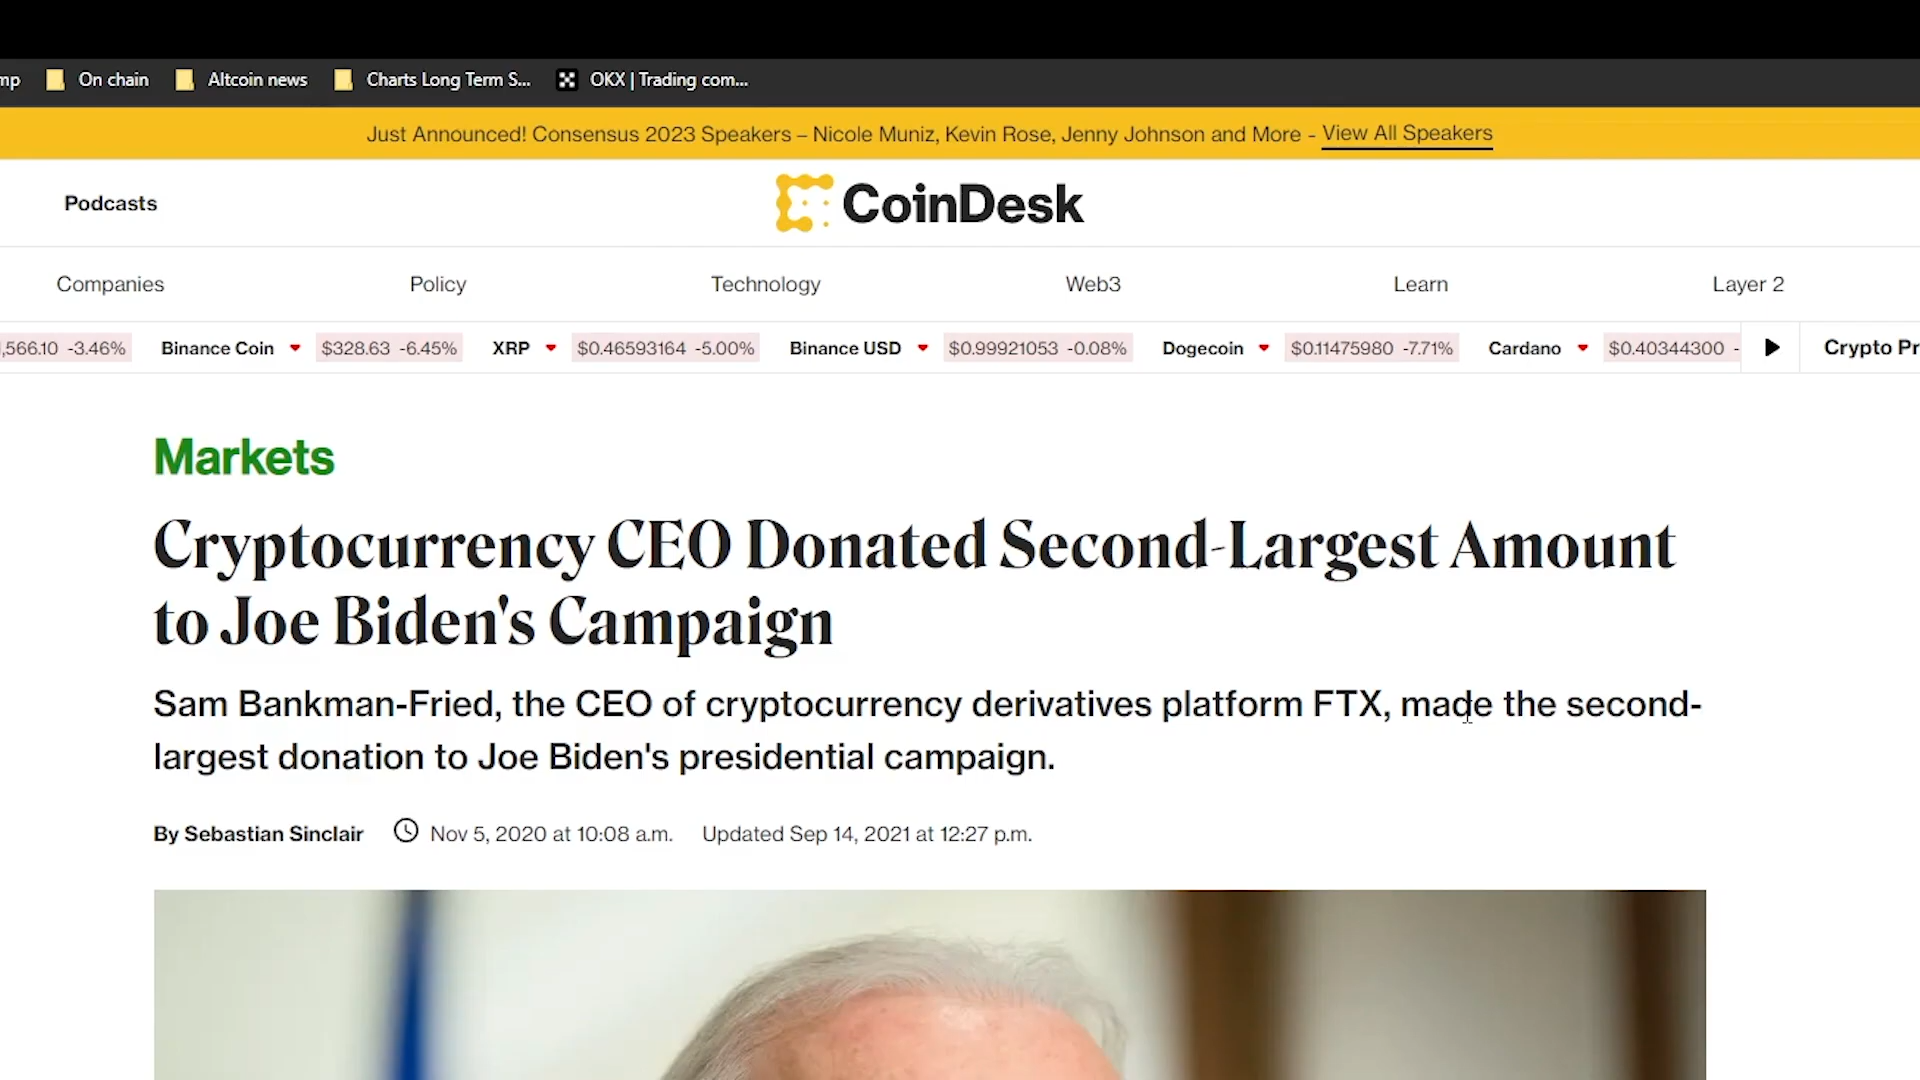 mp On chain Altcoin news Charts Long Term S... OKX | Trading com...
Just Announced! Consensus 2023 Speakers – Nicole Muniz, Kevin Rose, Jenny Johnson and More - View All Speakers
Podcasts CoinDesk
Companies Policy Technology Web3 Learn Layer 2
,566.10 -3.46% Binance Coin $328.63 -6.45% XRP $0.46593164 -5.00% Binance USD $0.99921053 -0.08% Dogecoin $0.11475980 -7.71% Cardano $0.40344300 - Crypto Pr
Markets
Cryptocurrency CEO Donated Second-Largest Amount
to Joe Biden's Campaign
Sam Bankman-Fried, the CEO of cryptocurrency derivatives platform FTX, made the second-
largest donation to Joe Biden's presidential campaign.
By Sebastian Sinclair Nov 5, 2020 at 10:08 a.m. Updated Sep 14, 2021 at 12:27 p.m.